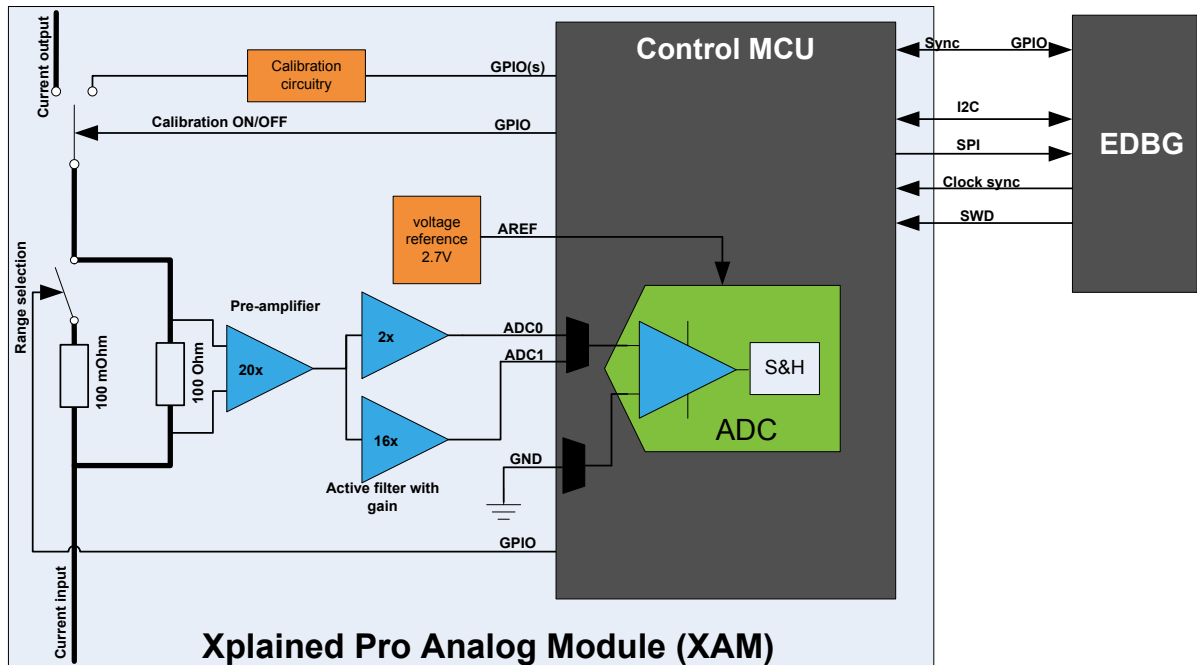 Current output
Calibration
circuitry
GPIO(s)
Control MCU
Sync
GPIO
Calibration ON/OFF
GPIO
I2C
SPI
EDBG
Clock sync
SWD
voltage
reference
2.7V
AREF
Range selection
Pre-amplifier
2x
ADC0
ADC1
100 mOhm
100 Ohm
20x
S&H
16x
ADC
GND
Active filter with
gain
GPIO
Current input
Xplained Pro Analog Module (XAM)